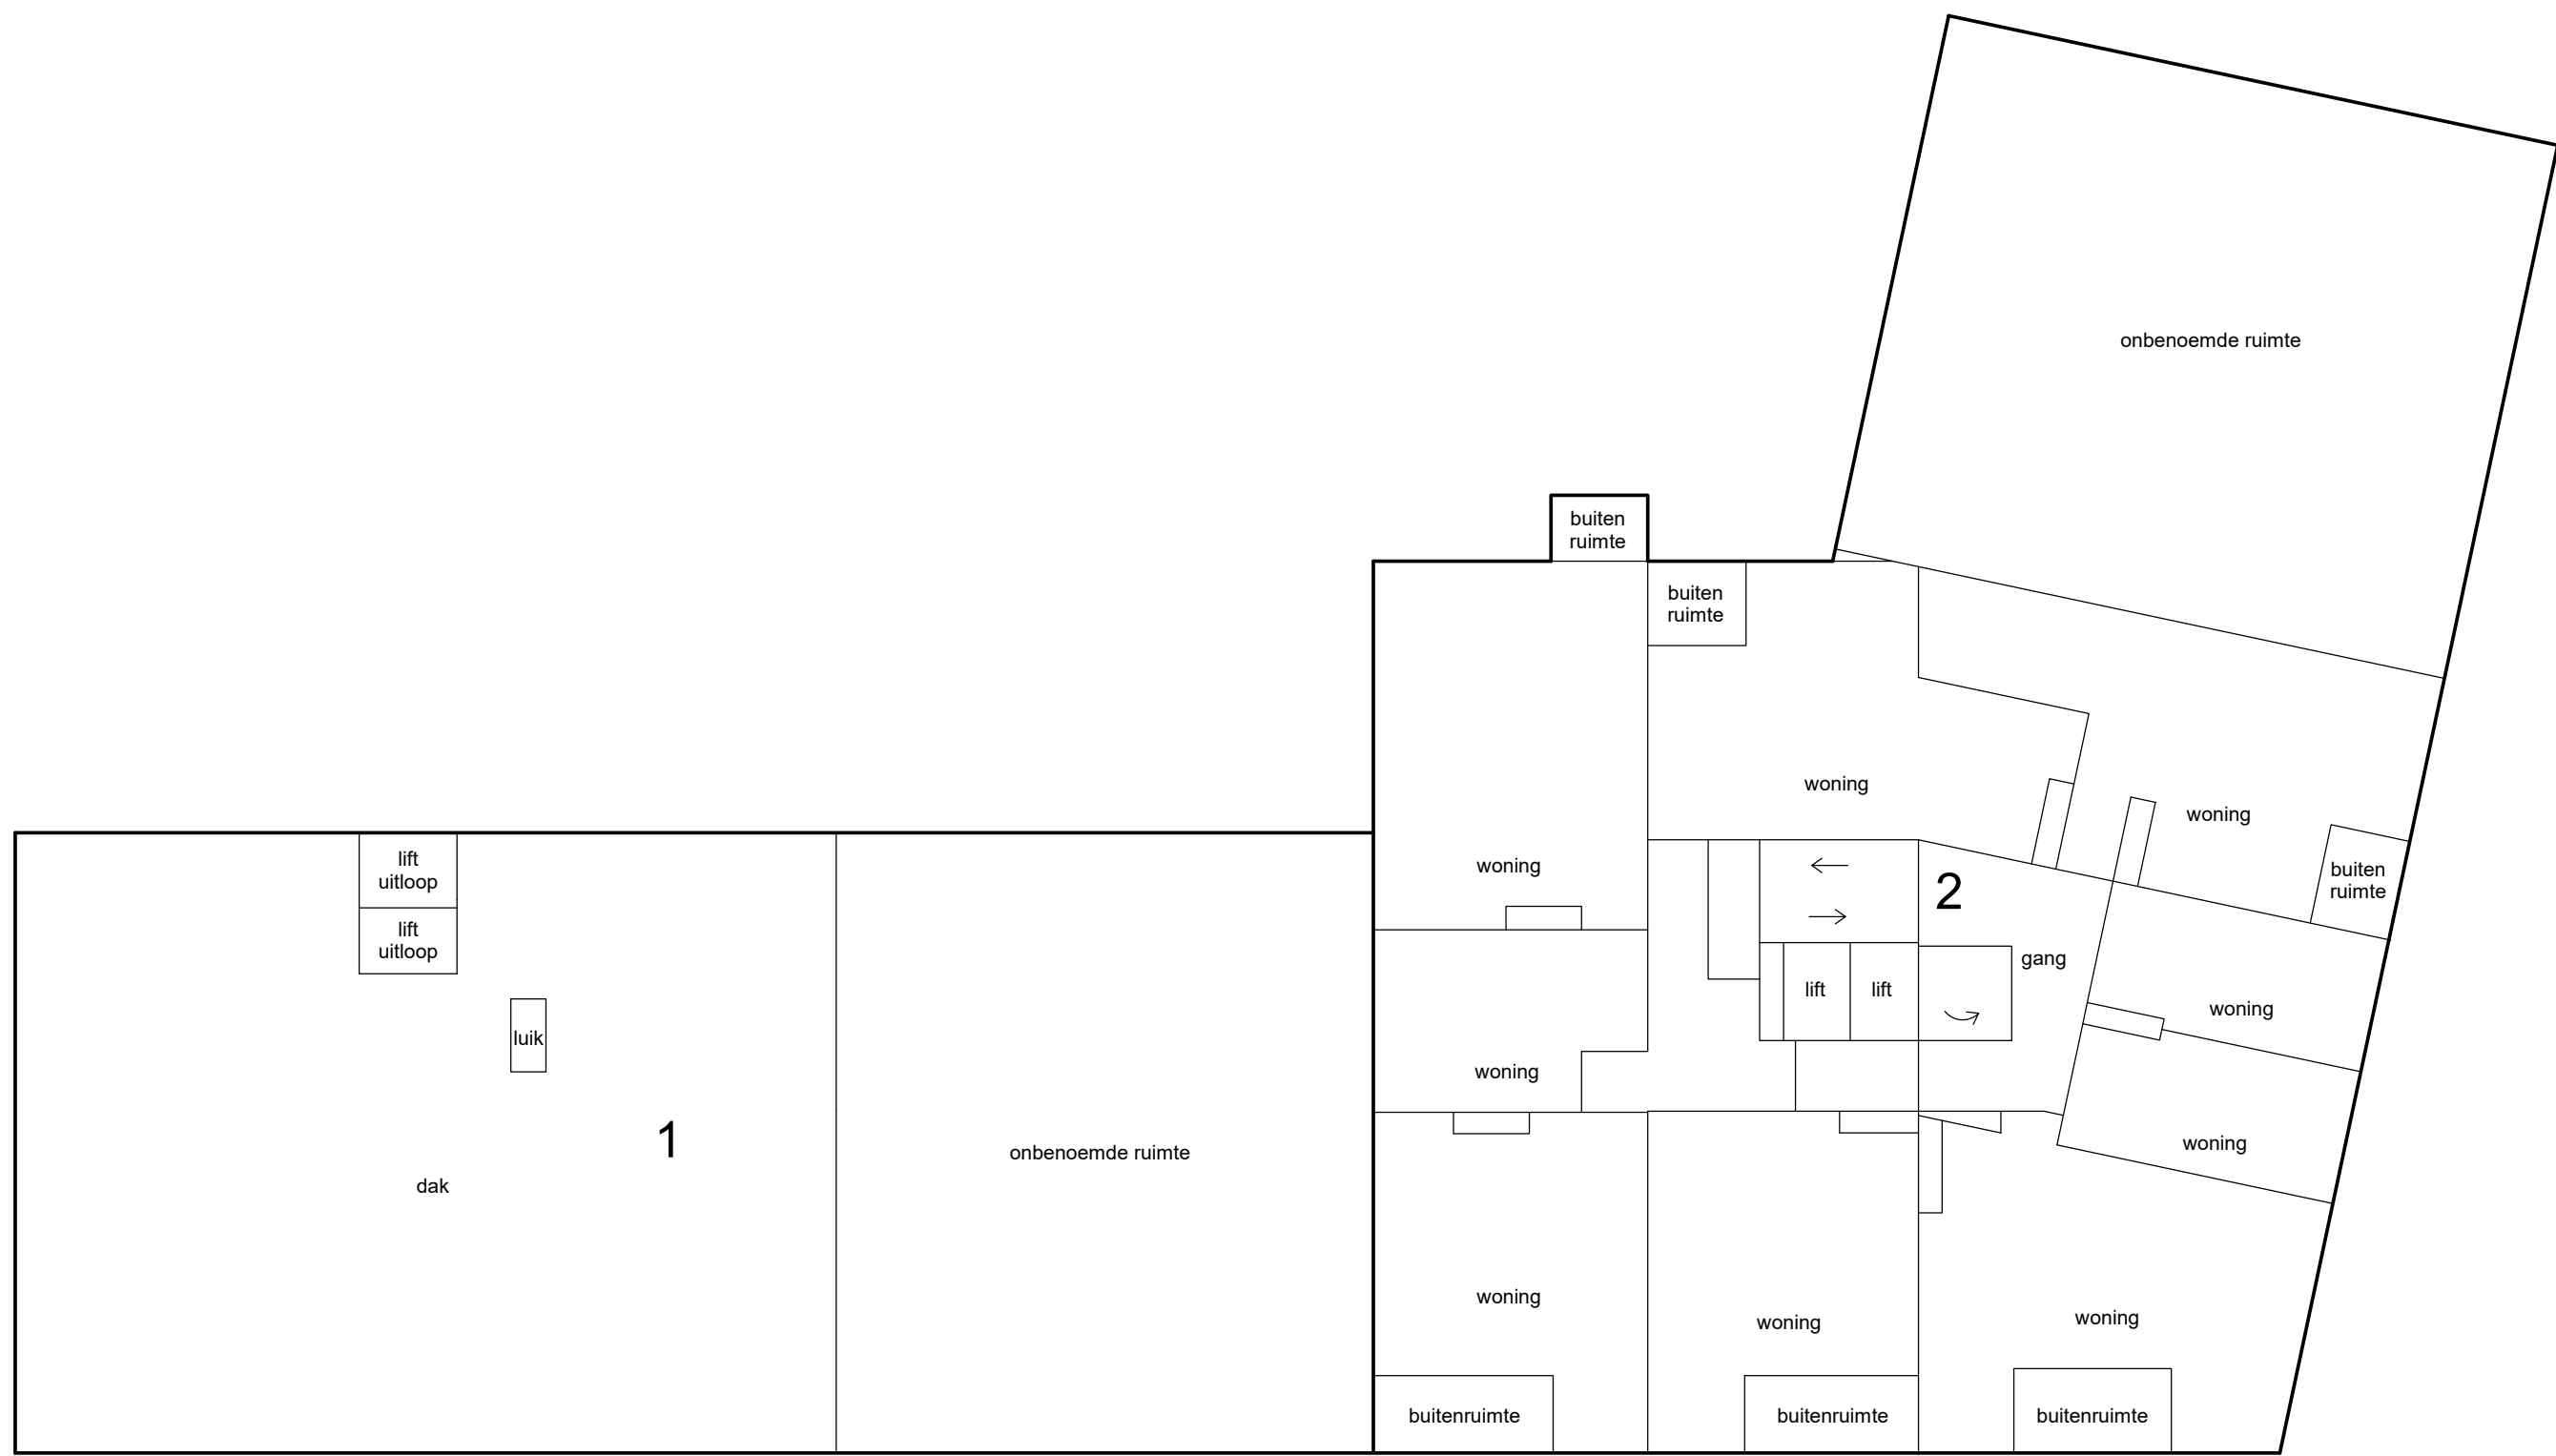 onbenoemde ruimte
buiten
ruimte
buiten
ruimte
woning
woning
woning
buiten
ruimte
lift
uitloop
lift
uitloop
luik
1
dak
onbenoemde ruimte
woning
2
gang
lift
lift
woning
woning
woning
woning
woning
woning
buitenruimte
buitenruimte
buitenruimte